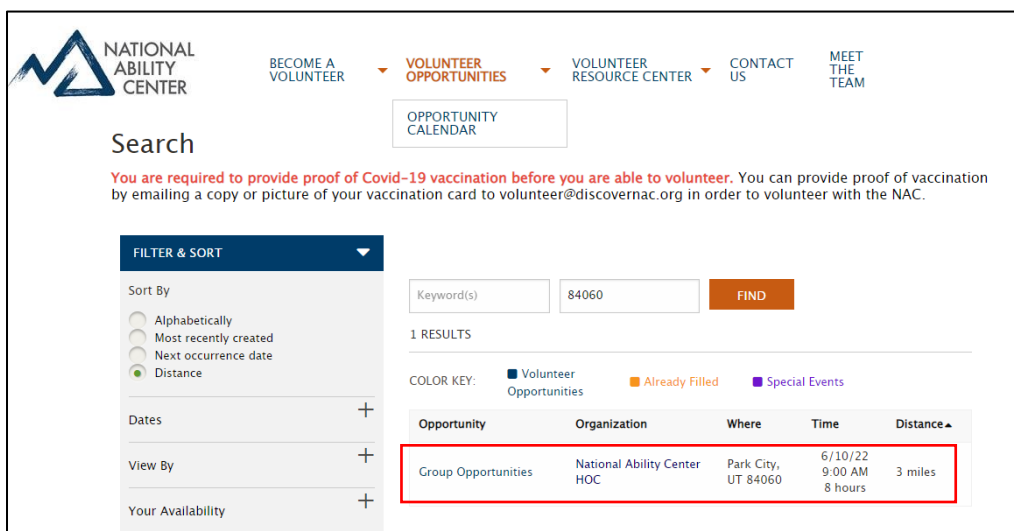 NATIONAL
ABILITY
CENTER
BECOME A
VOLUNTEER
VOLUNTEER
OPPORTUNITIES
VOLUNTEER
RESOURCE CENTER
CONTACT
US
MEET
THE
TEAM
OPPORTUNITY
CALENDAR
Search
You are required to provide proof of Covid-19 vaccination before you are able to volunteer. You can provide proof of vaccination
by emailing a copy or picture of your vaccination card to volunteer@discovernac.org in order to volunteer with the NAC.
FILTER & SORT
Sort By
Alphabetically
Most recently created
Next occurrence date
Distance
Dates
View By
Your Availability
Keyword(s) 84060 FIND
1 RESULTS
COLOR KEY: Volunteer
Opportunities
Already Filled
Special Events
Opportunity Organization Where Time Distance
Group Opportunities
National Ability Center
HOC
Park City,
UT 84060
6/10/22
9:00 AM
8 hours
3 miles